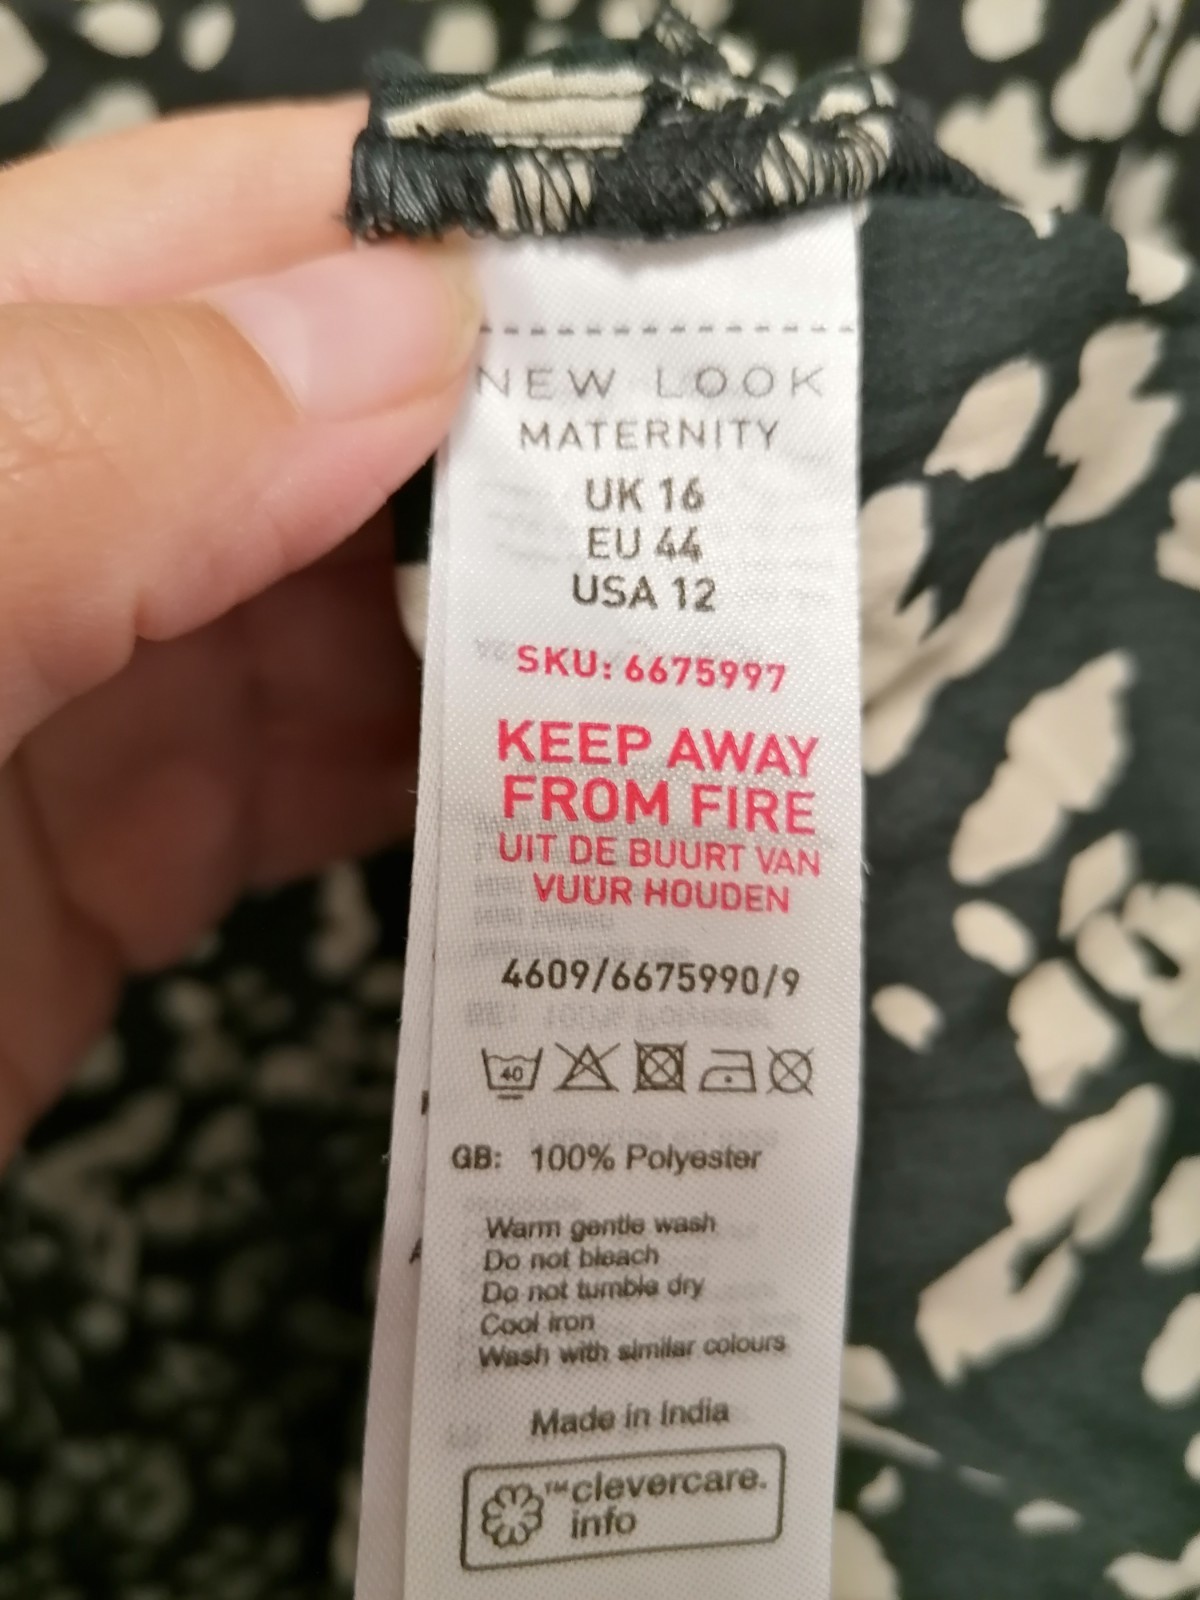 NEW LOOK
MATERNITY
UK 16
EU 44
USA 12
SKU: 6675997
KEEP AWAY
FROM FIRE
UIT DE BUURT VAN
VUUR HOUDEN
4609/6675990/9
40
GB: 100% Polyester
Warm gentle wash
Do not bleach
Do not tumble dry
Cool iron
Wash with similar colours
Made in India
™clevercare.
info